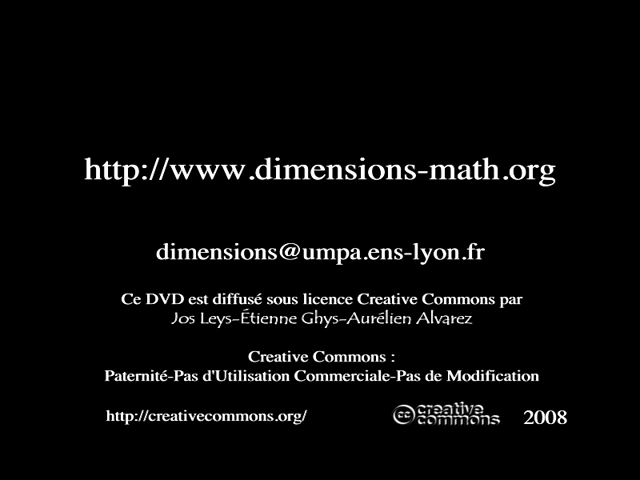 http://www.dimensions-math.org
dimensions@umpa.ens-lyon.fr
Ce DVD est diffusé sous licence Creative Commons par
Jos Leys-Étienne Ghys-Aurélien Alvarez
Creative Commons :
Paternité-Pas d'Utilisation Commerciale-Pas de Modification
http://creativecommons.org/
cc creative commons 2008